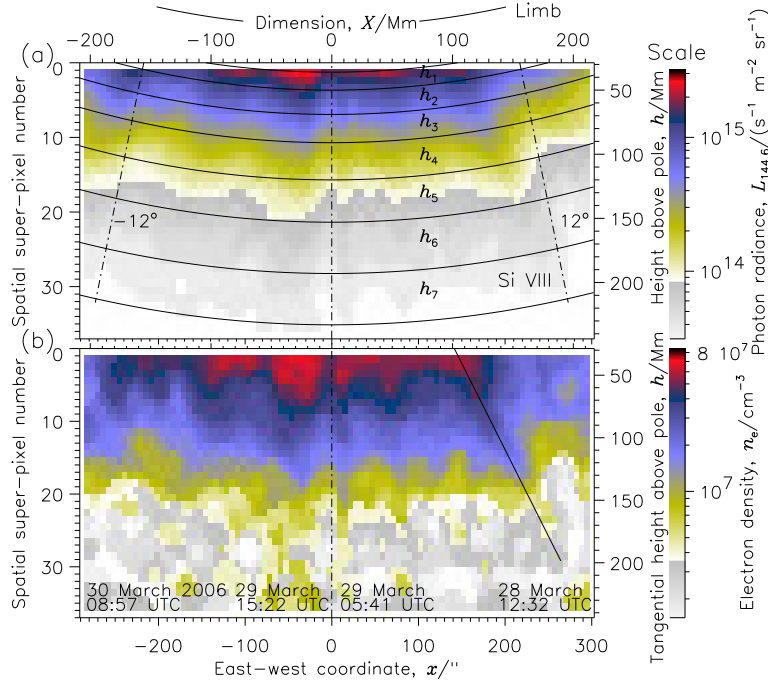 Dimension, X/Mm
Limb
−200 −100 0 100 200
(a)
Scale
0
10
20
30
Spatial super−pixel number
h1
h2
h3
h4
h5
h6
h7
−12°
12°
Si VIII
50
100
150
200
Height above pole, h/Mm
10^15
10^14
Photon radiance, L144.6/(s−1 m−2 sr−1)
(b)
0
10
20
30
Spatial super−pixel number
30 March 2006 29 March 29 March 28 March
08:57 UTC 15:22 UTC 05:41 UTC 12:32 UTC
50
100
150
200
Tangential height above pole, h/Mm
8 10^7
10^7
Electron density, ne/cm−3
−200 −100 0 100 200 300
East−west coordinate, x/"